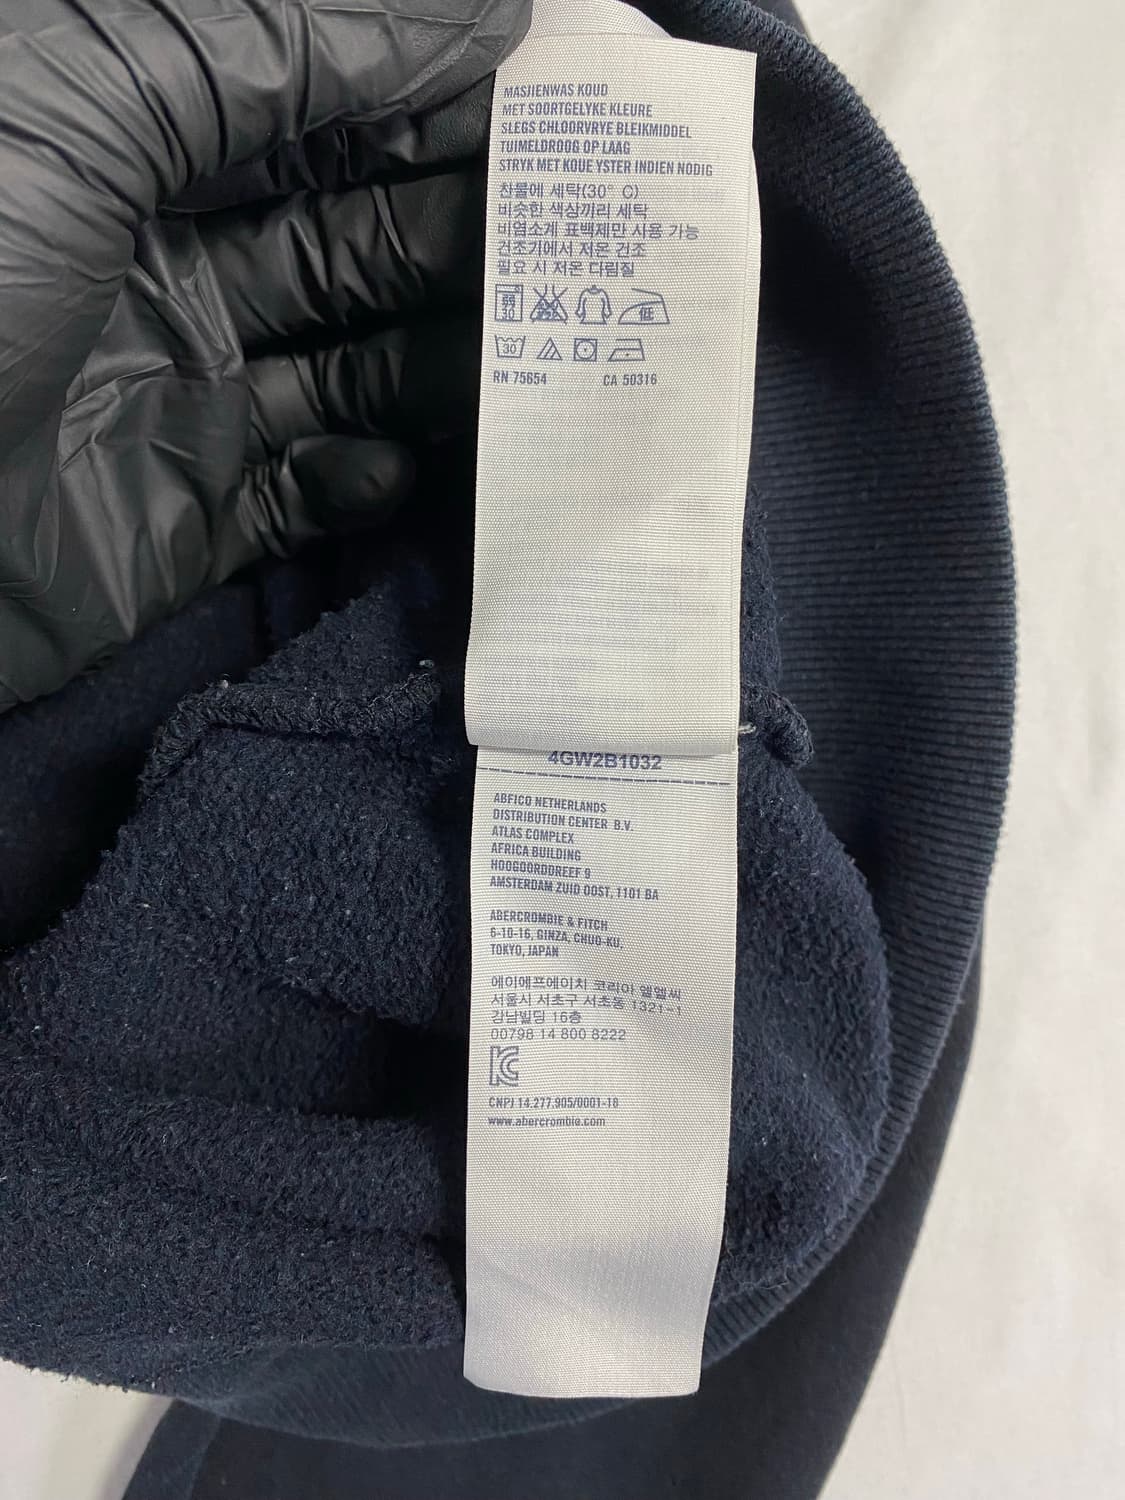 MASJIENWAS KOUD
MET SOORTGELYKE KLEURE
SLEGS CHLOORVRYE BLEIKMIDDEL
TUIMELDROOG OP LAAG
STRYK MET KOUE YSTER INDIEN NODIG
찬물에 세탁(30° C)
비슷한 색상끼리 세탁
비염소계 표백제만 사용 가능
건조기에서 저온 건조
필요 시 저온 다림질
弱 30 低
30
RN 75654 CA 50316
4GW2B1032
ABFICO NETHERLANDS
DISTRIBUTION CENTER B.V.
ATLAS COMPLEX
AFRICA BUILDING
HOOGOORDDREEF 9
AMSTERDAM ZUID OOST, 1101 BA
ABERCROMBIE & FITCH
6-10-16, GINZA, CHUO-KU,
TOKYO, JAPAN
에이에프에이치 코리아 엘엘씨
서울시 서초구 서초동 1321-1
강남빌딩 16층
00798 14 800 8222
CNPJ 14.277.905/0001-18
www.abercrombie.com